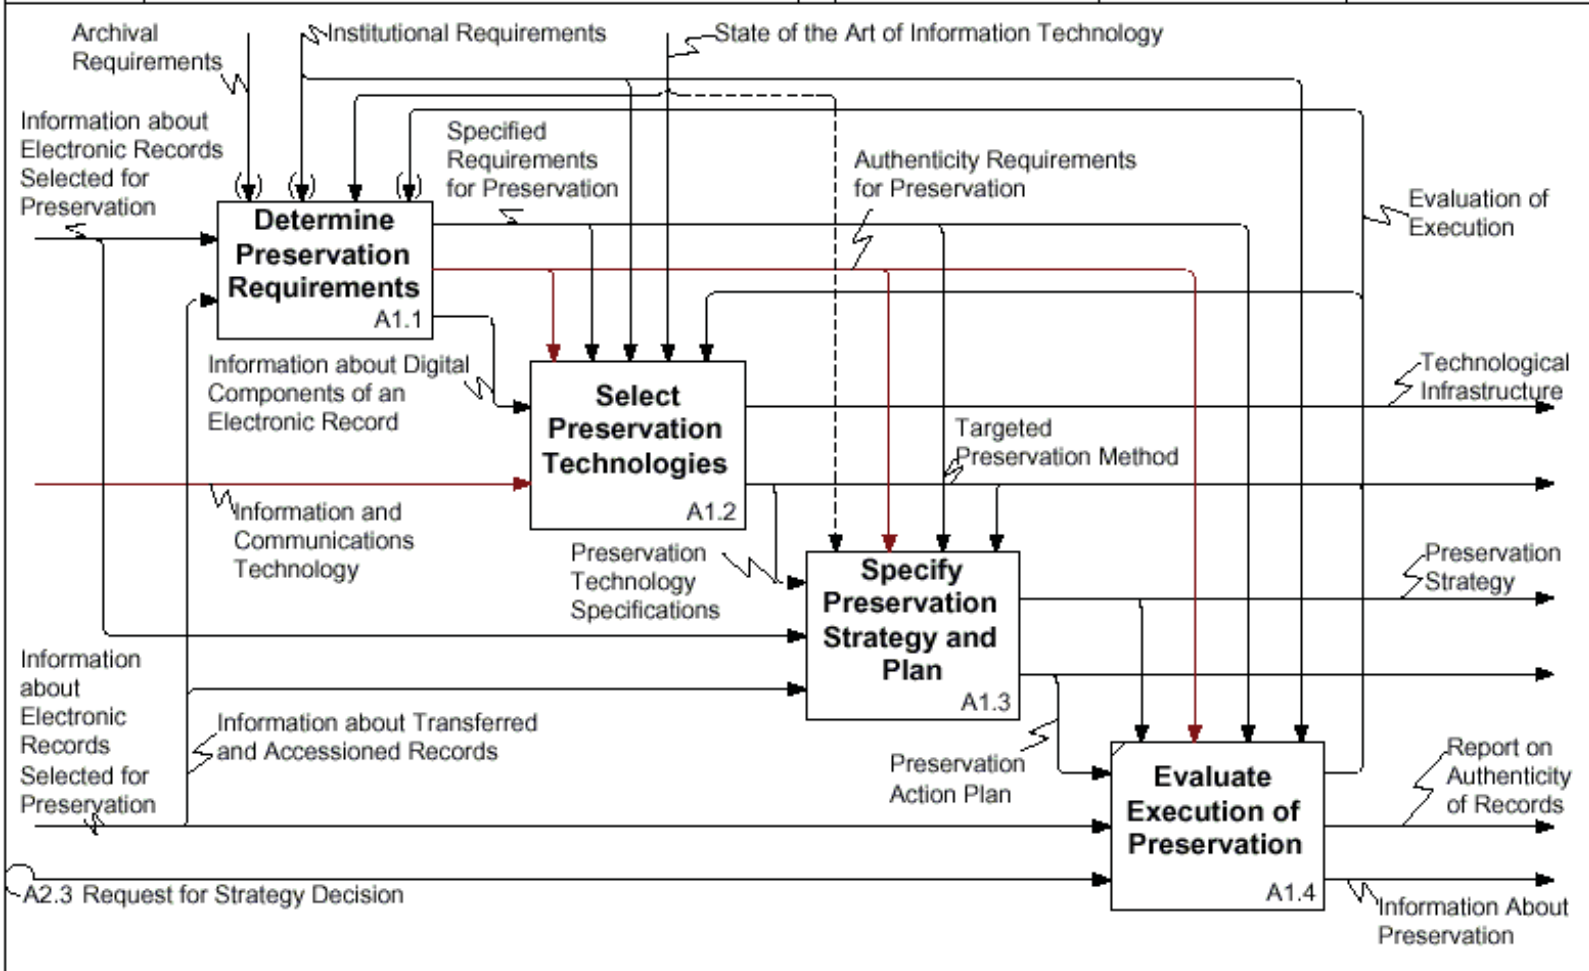 Archival
Requirements
Institutional Requirements
State of the Art of Information Technology
Information about
Electronic Records
Selected for
Preservation
Specified
Requirements
for Preservation
Authenticity Requirements
for Preservation
Evaluation of
Execution
Determine
Preservation
Requirements
A1.1
Information about Digital
Components of an
Electronic Record
Select
Preservation
Technologies
A1.2
Technological
Infrastructure
Targeted
Preservation Method
Information and
Communications
Technology
Preservation
Technology
Specifications
Specify
Preservation
Strategy and
Plan
A1.3
Preservation
Strategy
Information
about
Electronic
Records
Selected for
Preservation
Information about Transferred
and Accessioned Records
Preservation
Action Plan
Evaluate
Execution of
Preservation
A1.4
Report on
Authenticity
of Records
A2.3 Request for Strategy Decision
Information About
Preservation